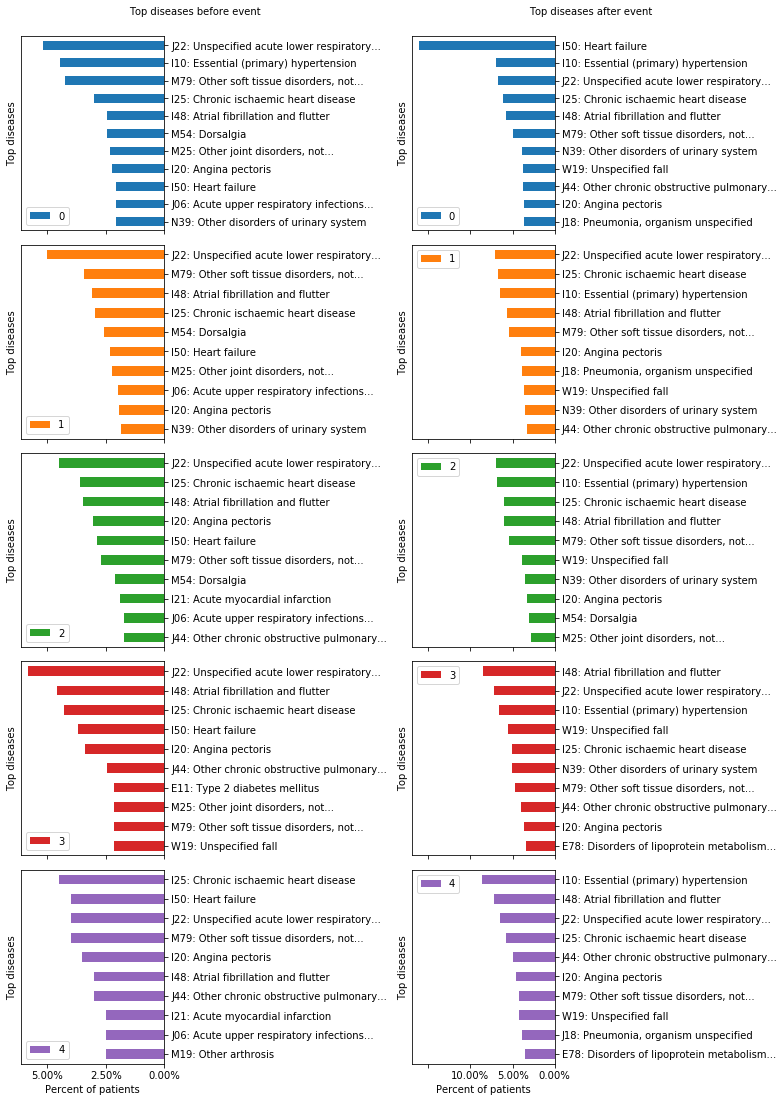 Top diseases before event
Top diseases
J22: Unspecified acute lower respiratory...
I10: Essential (primary) hypertension
M79: Other soft tissue disorders, not...
I25: Chronic ischaemic heart disease
I48: Atrial fibrillation and flutter
M54: Dorsalgia
M25: Other joint disorders, not...
I20: Angina pectoris
I50: Heart failure
J06: Acute upper respiratory infections...
N39: Other disorders of urinary system
0
Top diseases after event
Top diseases
I50: Heart failure
I10: Essential (primary) hypertension
J22: Unspecified acute lower respiratory...
I25: Chronic ischaemic heart disease
I48: Atrial fibrillation and flutter
M79: Other soft tissue disorders, not...
N39: Other disorders of urinary system
W19: Unspecified fall
J44: Other chronic obstructive pulmonary...
I20: Angina pectoris
J18: Pneumonia, organism unspecified
0
Top diseases
J22: Unspecified acute lower respiratory...
M79: Other soft tissue disorders, not...
I48: Atrial fibrillation and flutter
I25: Chronic ischaemic heart disease
M54: Dorsalgia
I50: Heart failure
M25: Other joint disorders, not...
J06: Acute upper respiratory infections...
I20: Angina pectoris
N39: Other disorders of urinary system
1
Top diseases
1
J22: Unspecified acute lower respiratory...
I25: Chronic ischaemic heart disease
I10: Essential (primary) hypertension
I48: Atrial fibrillation and flutter
M79: Other soft tissue disorders, not...
I20: Angina pectoris
J18: Pneumonia, organism unspecified
W19: Unspecified fall
N39: Other disorders of urinary system
J44: Other chronic obstructive pulmonary...
Top diseases
J22: Unspecified acute lower respiratory...
I25: Chronic ischaemic heart disease
I48: Atrial fibrillation and flutter
I20: Angina pectoris
I50: Heart failure
M79: Other soft tissue disorders, not...
M54: Dorsalgia
I21: Acute myocardial infarction
J06: Acute upper respiratory infections...
J44: Other chronic obstructive pulmonary...
2
Top diseases
2
J22: Unspecified acute lower respiratory...
I10: Essential (primary) hypertension
I25: Chronic ischaemic heart disease
I48: Atrial fibrillation and flutter
M79: Other soft tissue disorders, not...
W19: Unspecified fall
N39: Other disorders of urinary system
I20: Angina pectoris
M54: Dorsalgia
M25: Other joint disorders, not...
Top diseases
J22: Unspecified acute lower respiratory...
I48: Atrial fibrillation and flutter
I25: Chronic ischaemic heart disease
I50: Heart failure
I20: Angina pectoris
J44: Other chronic obstructive pulmonary...
E11: Type 2 diabetes mellitus
M25: Other joint disorders, not...
M79: Other soft tissue disorders, not...
W19: Unspecified fall
3
Top diseases
3
I48: Atrial fibrillation and flutter
J22: Unspecified acute lower respiratory...
I10: Essential (primary) hypertension
W19: Unspecified fall
I25: Chronic ischaemic heart disease
N39: Other disorders of urinary system
M79: Other soft tissue disorders, not...
J44: Other chronic obstructive pulmonary...
I20: Angina pectoris
E78: Disorders of lipoprotein metabolism...
Top diseases
I25: Chronic ischaemic heart disease
I50: Heart failure
J22: Unspecified acute lower respiratory...
M79: Other soft tissue disorders, not...
I20: Angina pectoris
I48: Atrial fibrillation and flutter
J44: Other chronic obstructive pulmonary...
I21: Acute myocardial infarction
J06: Acute upper respiratory infections...
M19: Other arthrosis
4
5.00% 2.50% 0.00%
Percent of patients
Top diseases
4
I10: Essential (primary) hypertension
I48: Atrial fibrillation and flutter
J22: Unspecified acute lower respiratory...
I25: Chronic ischaemic heart disease
J44: Other chronic obstructive pulmonary...
I20: Angina pectoris
M79: Other soft tissue disorders, not...
W19: Unspecified fall
J18: Pneumonia, organism unspecified
E78: Disorders of lipoprotein metabolism...
10.00% 5.00% 0.00%
Percent of patients